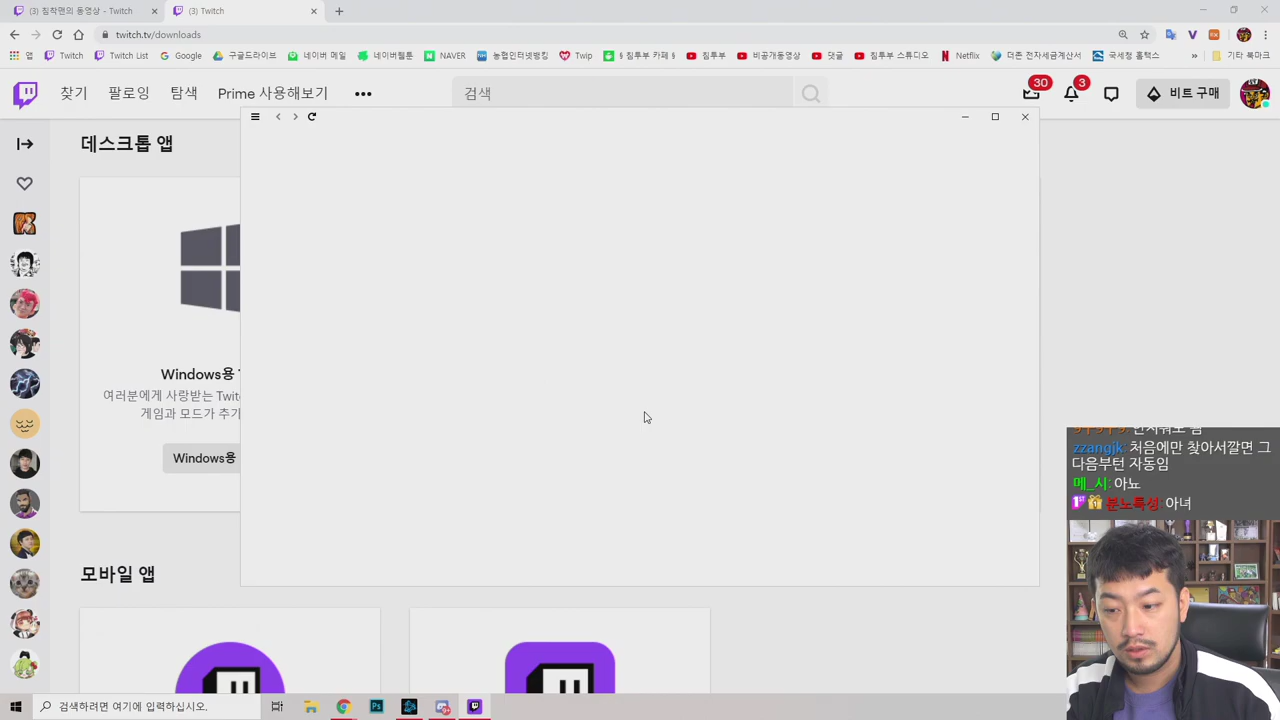 (3) 침착맨의 동영상 - Twitch
(3) Twitch
twitch.tv/downloads
앱
Twitch
Twitch List
Google
구글드라이브
네이버 메일
네이버웹툰
NAVER
농협인터넷뱅킹
Twip
§ 침투부 카페 §
침투부
비공개동영상
댓글
침투부 스튜디오
Netflix
더존 전자세금계산서
국세청 홈택스
»
기타 북마크
찾기
팔로잉
탐색
Prime 사용해보기
검색
30
3
비트 구매
데스크톱 앱
Windows용
여러분에게 사랑받는 Twit
게임과 모드가 추가
Windows용
모바일 앱
zzangjk: 처음에만 찾아서깔면 그
다음부턴 자동임
메_시: 아뇨
1ST 1 분노특성: 아녀
검색하려면 여기에 입력하십시오.
Ps